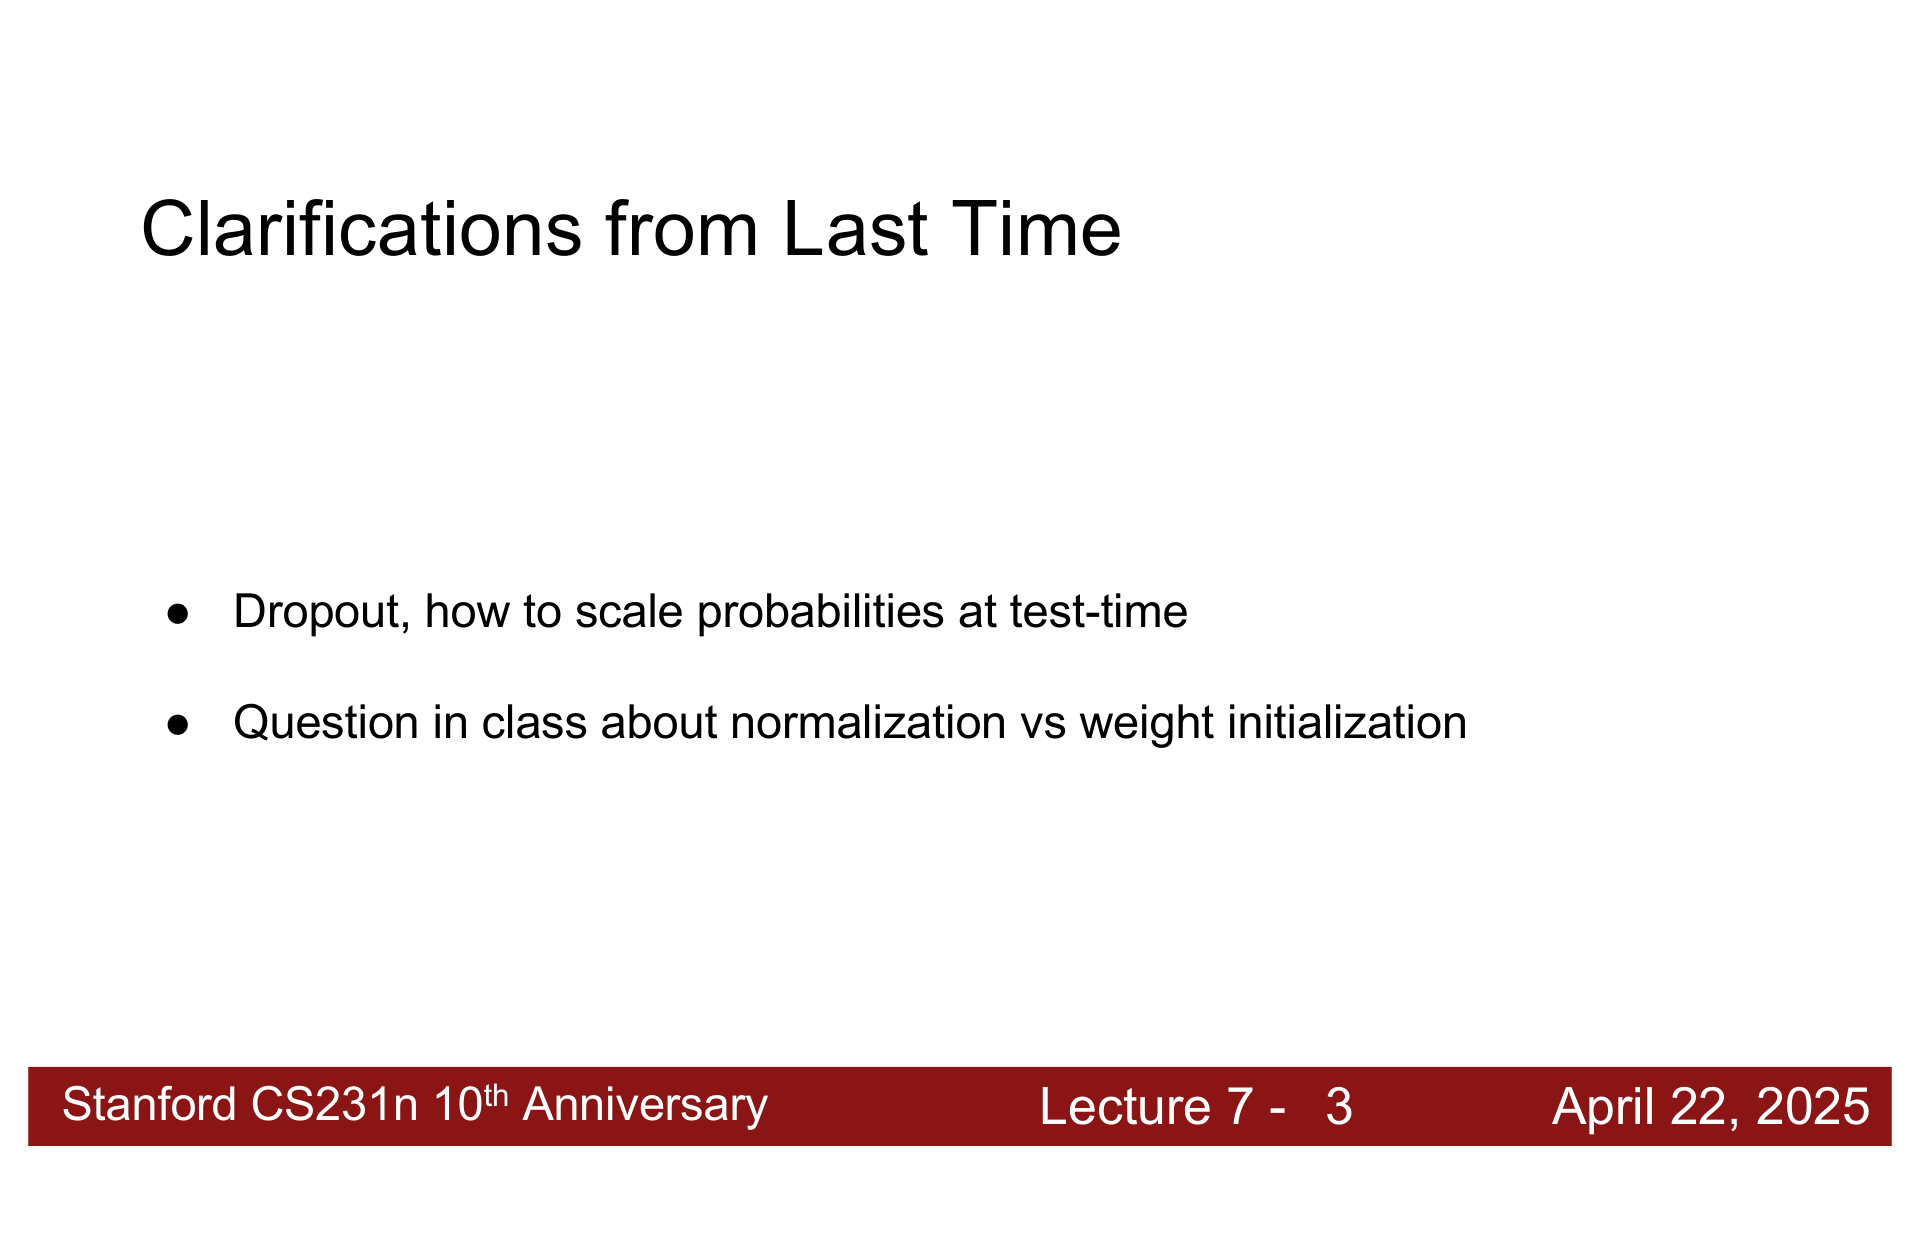 Clarifications from Last Time
● Dropout, how to scale probabilities at test-time
● Question in class about normalization vs weight initialization
Stanford CS231n 10th Anniversary Lecture 7 - 3 April 22, 2025